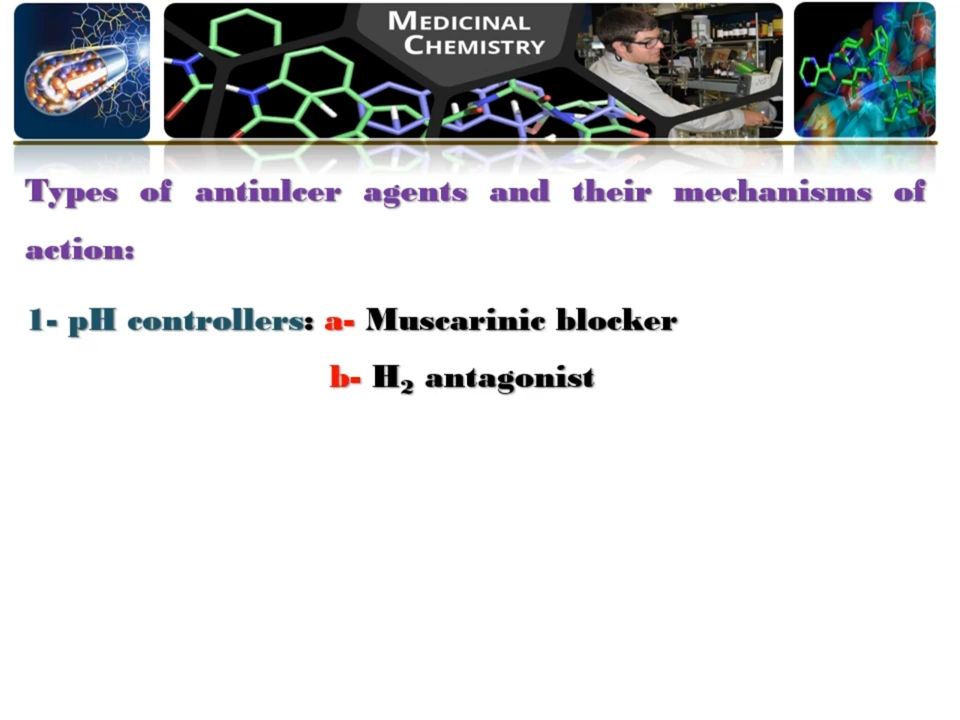 MEDICINAL
CHEMISTRY
Types of antiulcer agents and their mechanisms of
action:
1- pH controllers: a- Muscarinic blocker
b- H₂ antagonist